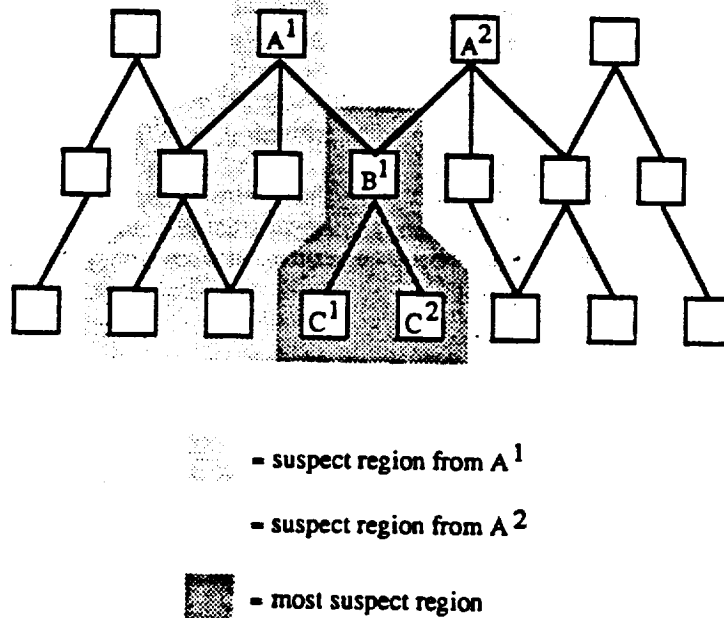 A¹ A²
B¹
C¹ C²
= suspect region from A¹
= suspect region from A²
= most suspect region